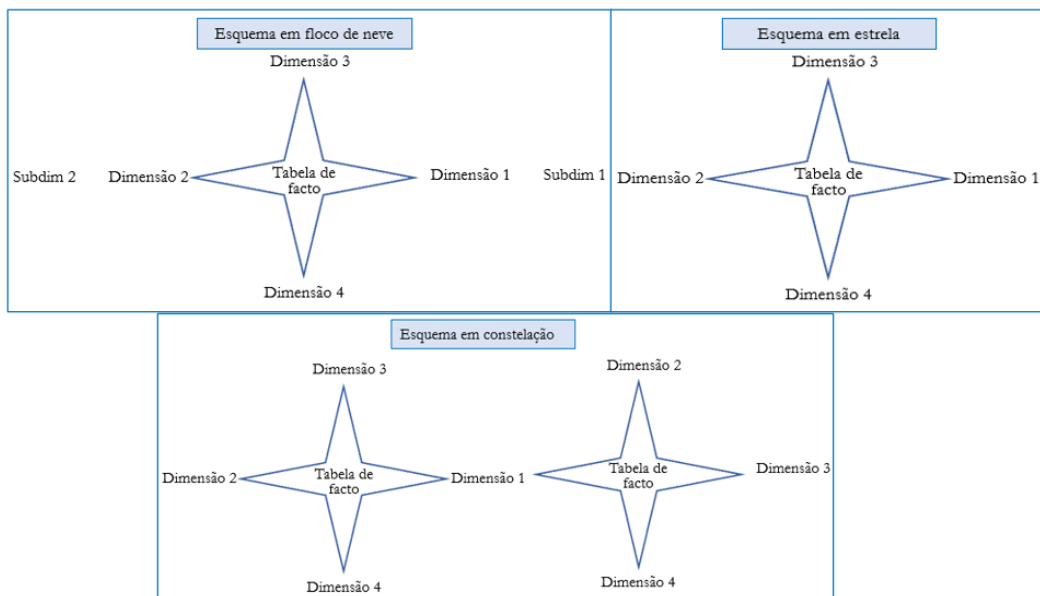 Esquema em floco de neve
Dimensão 3
Subdim 2
Dimensão 2
Tabela de
facto
Dimensão 1
Subdim 1
Dimensão 4
Esquema em estrela
Dimensão 3
Dimensão 2
Tabela de
facto
Dimensão 1
Dimensão 4
Esquema em constelação
Dimensão 3
Dimensão 2
Tabela de
facto
Dimensão 1
Dimensão 4
Dimensão 2
Tabela de
facto
Dimensão 3
Dimensão 4